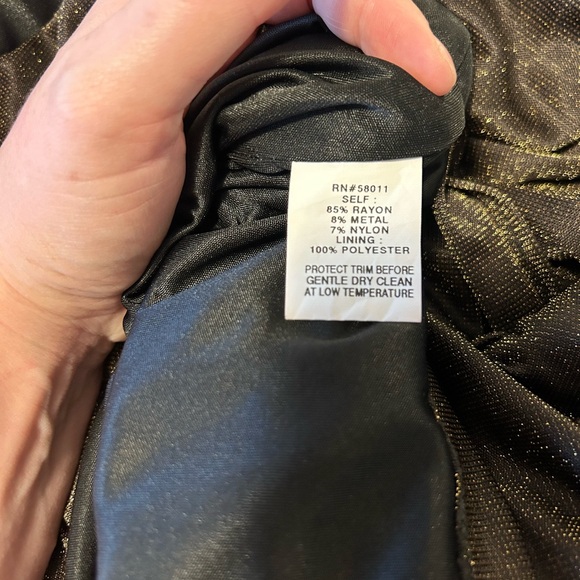 RN#58011
SELF :
85% RAYON
8% METAL
7% NYLON
LINING :
100% POLYESTER
PROTECT TRIM BEFORE
GENTLE DRY CLEAN
AT LOW TEMPERATURE